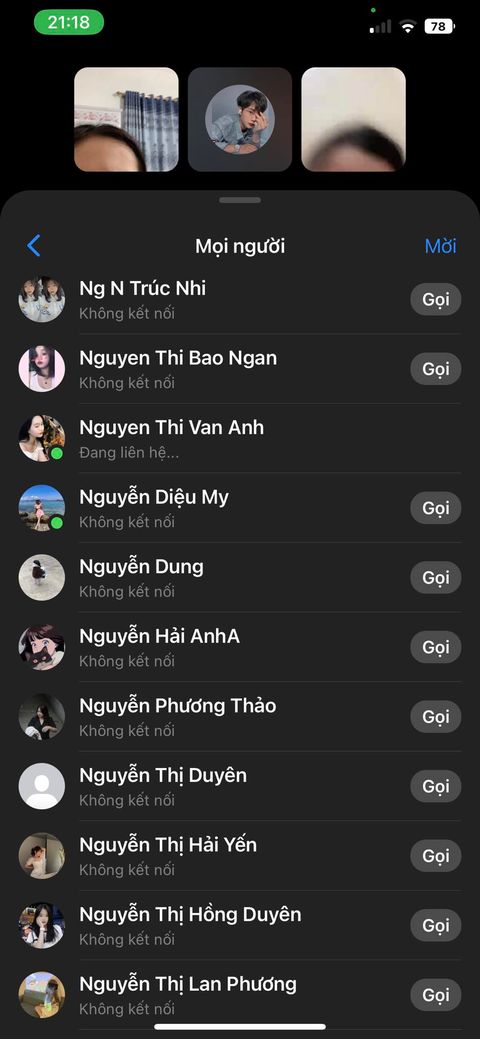 21:18
78
Mọi người
Mời
Ng N Trúc Nhi
Không kết nối
Gọi
Nguyen Thi Bao Ngan
Không kết nối
Gọi
Nguyen Thi Van Anh
Đang liên hệ...
Nguyễn Diệu My
Không kết nối
Gọi
Nguyễn Dung
Không kết nối
Gọi
Nguyễn Hải AnhA
Không kết nối
Gọi
Nguyễn Phương Thảo
Không kết nối
Gọi
Nguyễn Thị Duyên
Không kết nối
Gọi
Nguyễn Thị Hải Yến
Không kết nối
Gọi
Nguyễn Thị Hồng Duyên
Không kết nối
Gọi
Nguyễn Thị Lan Phương
Không kết nối
Gọi